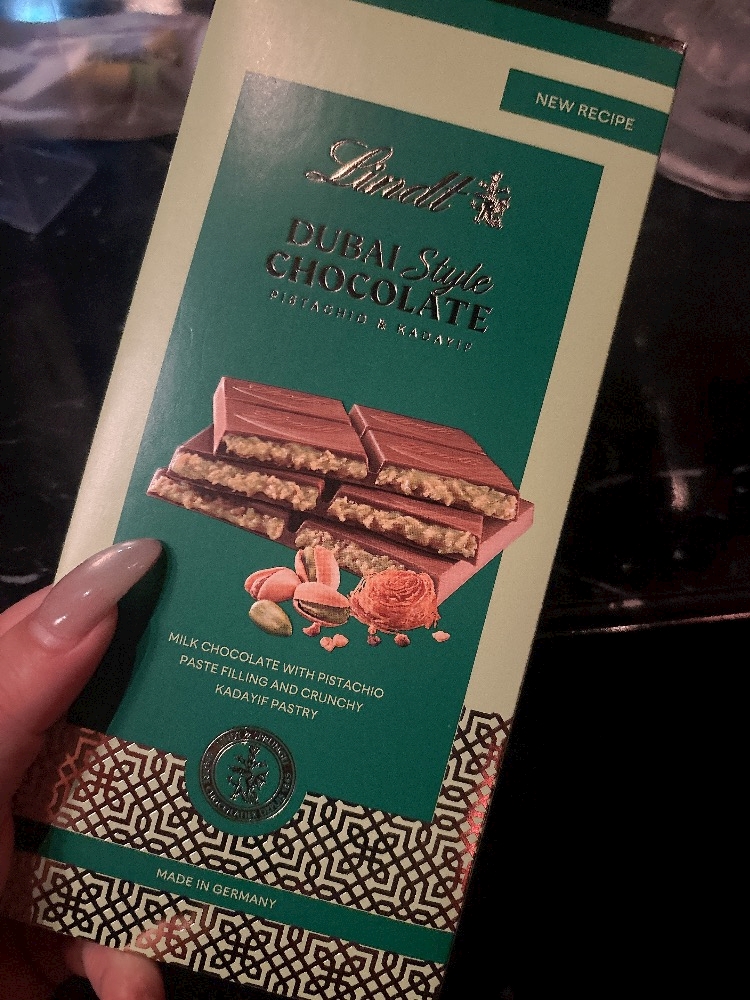 NEW RECIPE
Lindt
DUBAI Style
CHOCOLATE
PISTACHIO & KADAYIF
MILK CHOCOLATE WITH PISTACHIO
PASTE FILLING AND CRUNCHY
KADAYIF PASTRY
MADE IN GERMANY